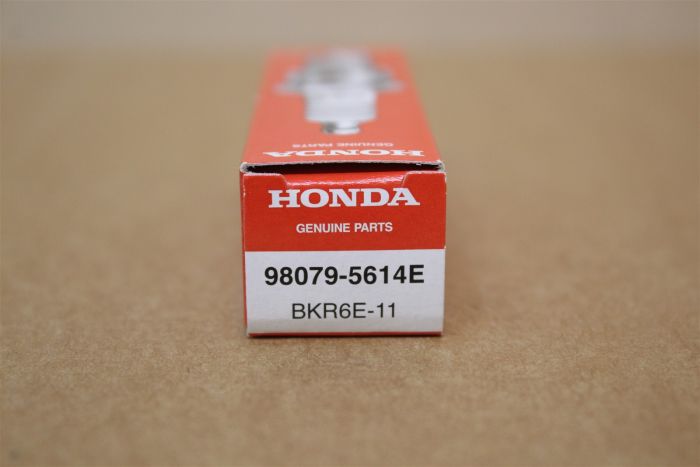 GENUINE PARTS
HONDA
HONDA
GENUINE PARTS
98079-5614E
BKR6E-11